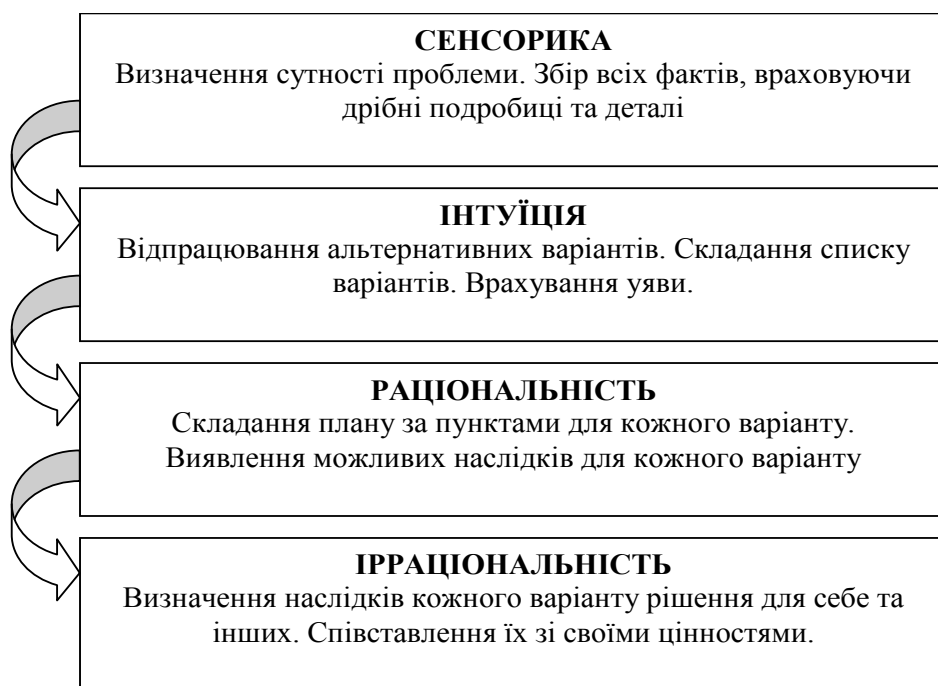 СЕНСОРИКА
Визначення сутності проблеми. Збір всіх фактів, враховуючи
дрібні подробиці та деталі
ІНТУЇЦІЯ
Відпрацювання альтернативних варіантів. Складання списку
варіантів. Врахування уяви.
РАЦІОНАЛЬНІСТЬ
Складання плану за пунктами для кожного варіанту.
Виявлення можливих наслідків для кожного варіанту
ІРРАЦІОНАЛЬНІСТЬ
Визначення наслідків кожного варіанту рішення для себе та
інших. Співставлення їх зі своїми цінностями.